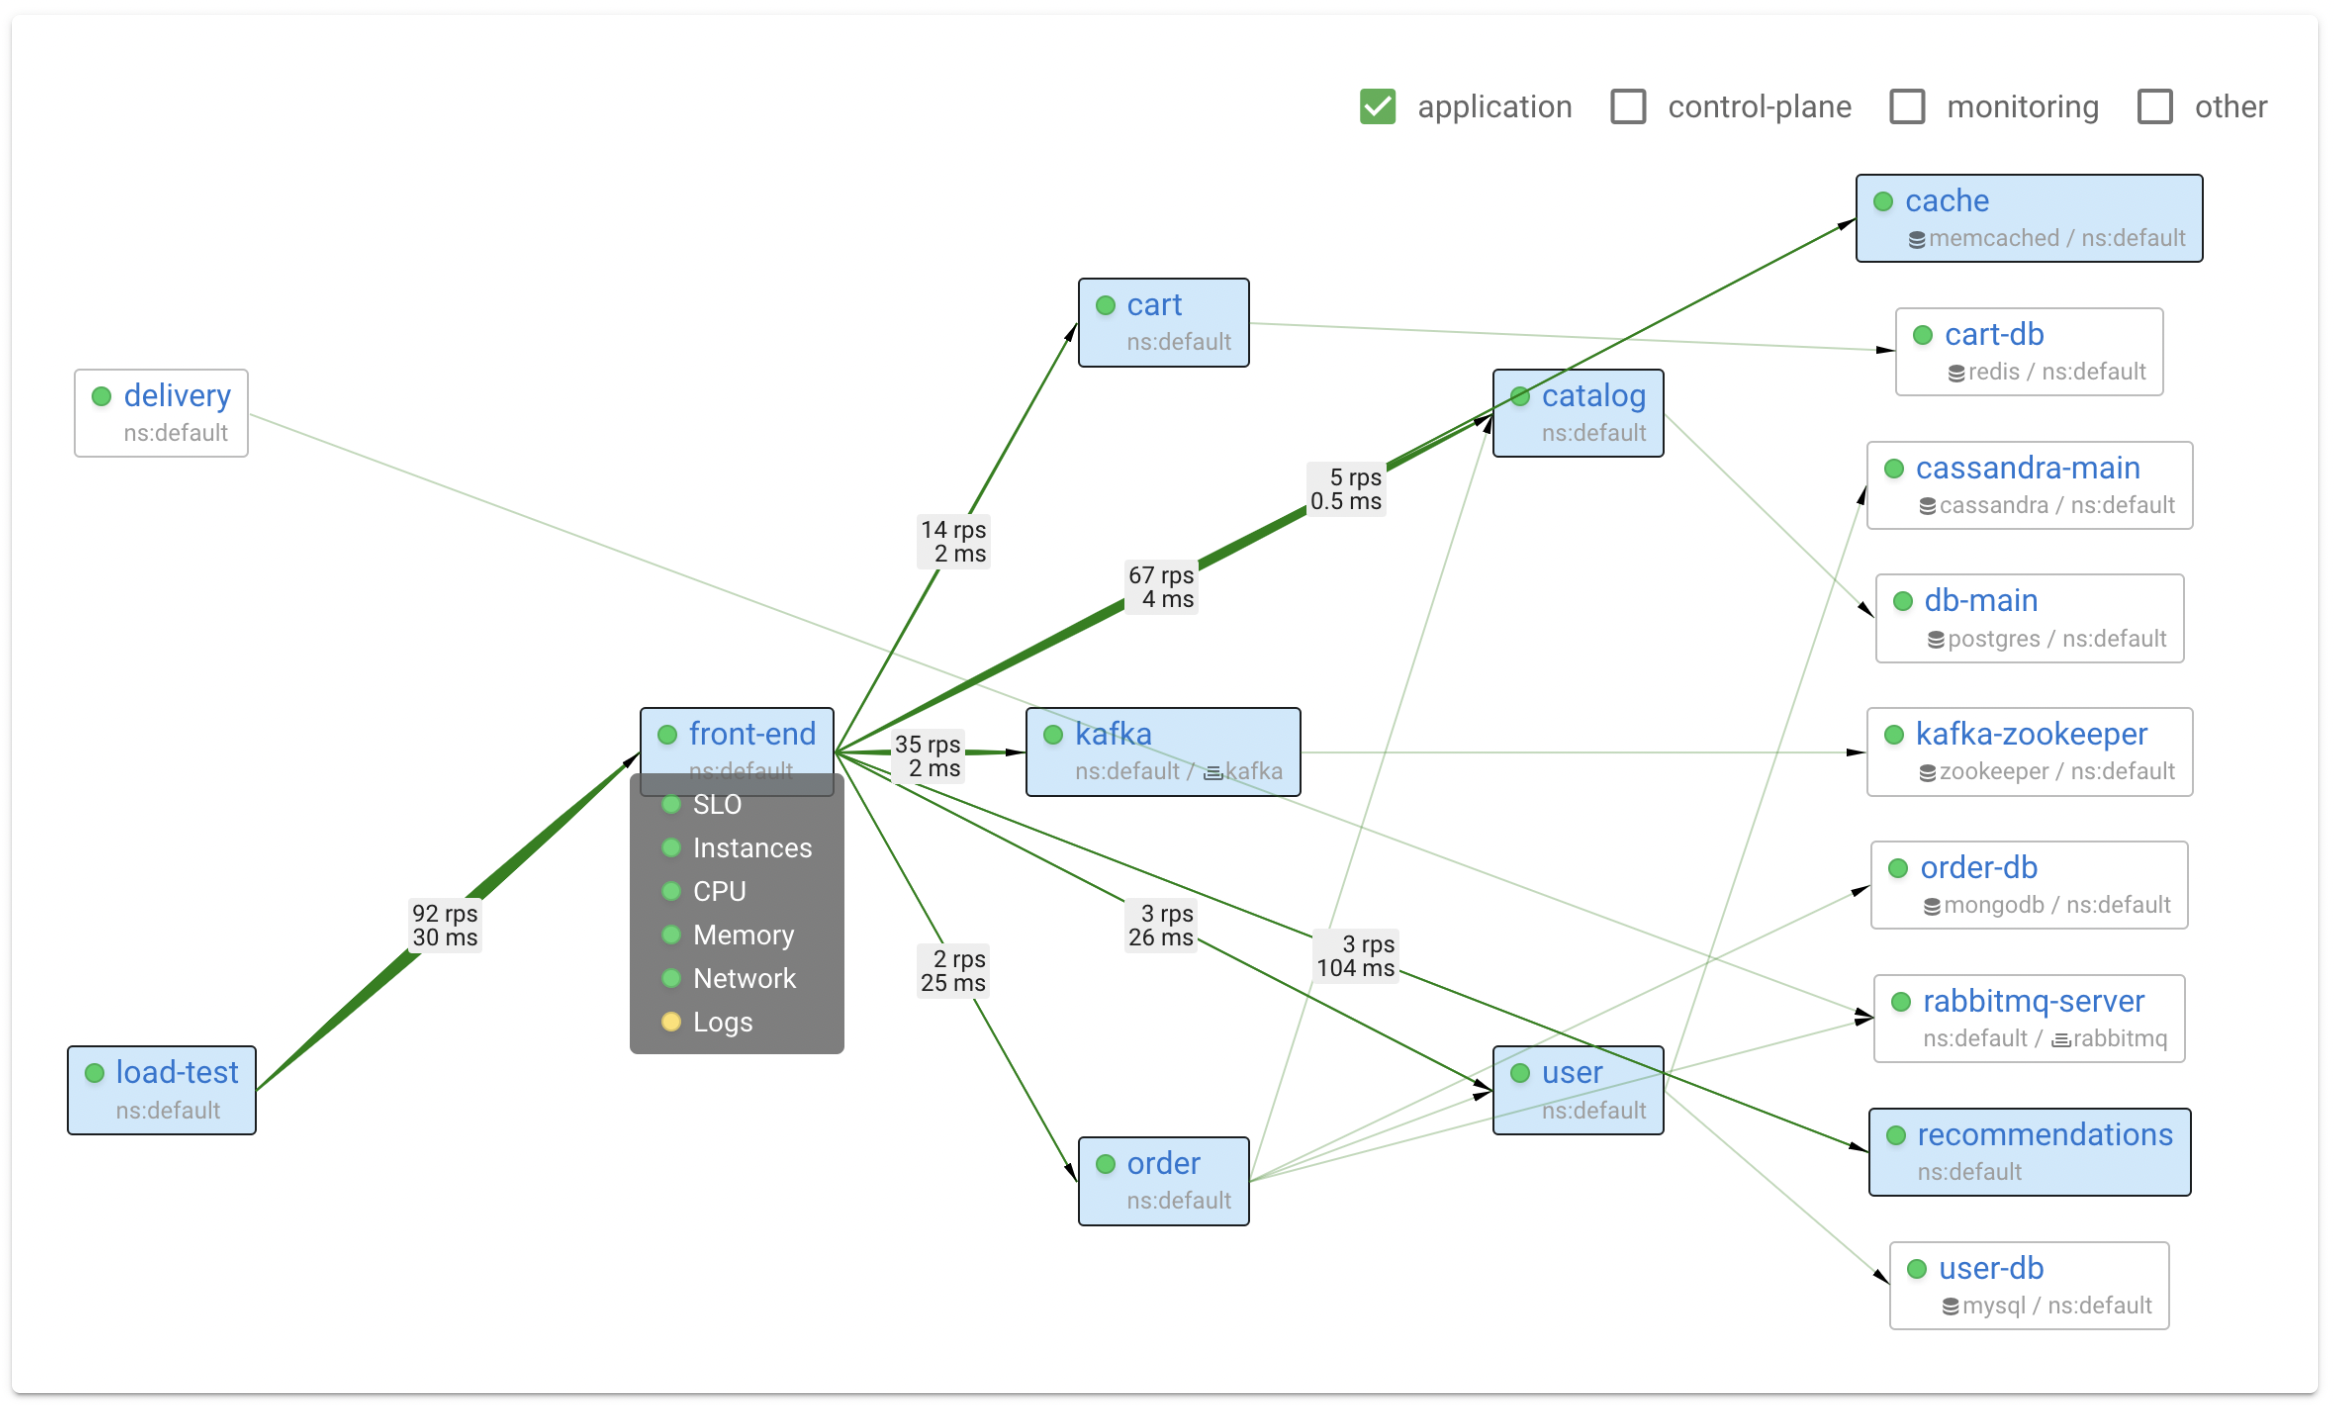 application
control-plane
monitoring
other
cache
memcached / ns:default
cart
ns:default
cart-db
redis / ns:default
delivery
ns:default
catalog
ns:default
cassandra-main
cassandra / ns:default
5 rps
0.5 ms
14 rps
2 ms
67 rps
4 ms
db-main
postgres / ns:default
front-end
ns:default
35 rps
2 ms
kafka
ns:default / kafka
kafka-zookeeper
zookeeper / ns:default
SLO
Instances
CPU
Memory
Network
Logs
order-db
mongodb / ns:default
92 rps
30 ms
3 rps
26 ms
3 rps
104 ms
2 rps
25 ms
rabbitmq-server
ns:default / rabbitmq
load-test
ns:default
user
ns:default
recommendations
ns:default
order
ns:default
user-db
mysql / ns:default